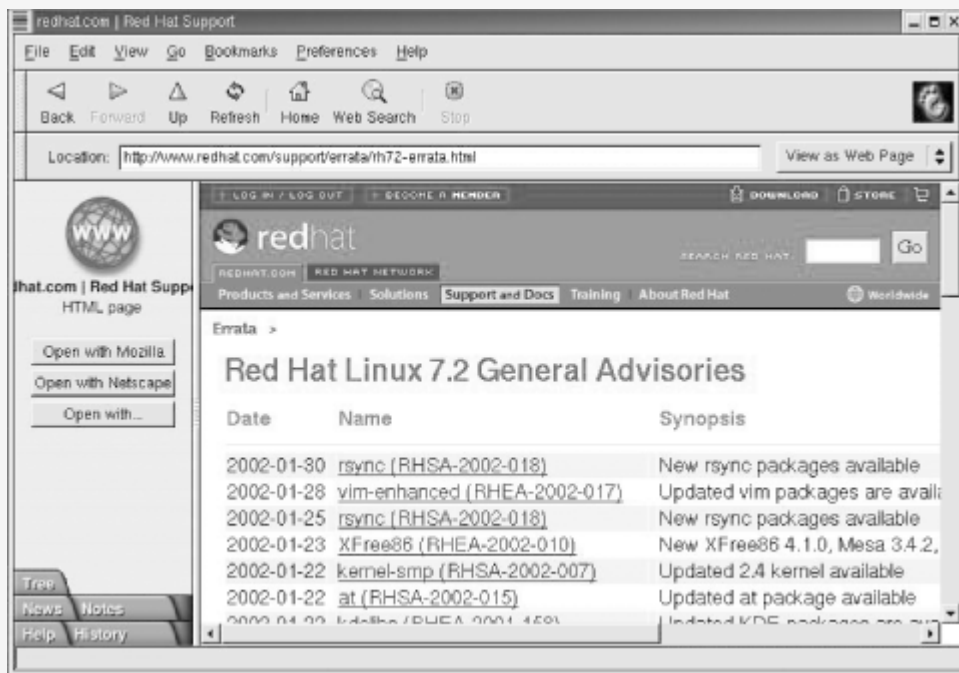 redhat.com | Red Hat Support
File Edit View Go Bookmarks Preferences Help
Back Forward Up Refresh Home Web Search Stop
Location: http://www.redhat.com/support/errata/rh72-errata.html View as Web Page
LOG IN / LOG OUT BECOME A MEMBER DOWNLOAD STORE
WWW
redhat
SEARCH RED HAT: Go
REDHAT.COM RED HAT NETWORK
Products and Services Solutions Support and Docs Training About Red Hat Worldwide
dhat.com | Red Hat Supp
HTML page
Open with Mozilla
Open with Netscape
Open with...
Errata >
Red Hat Linux 7.2 General Advisories
Date Name Synopsis
2002-01-30 rsync (RHSA-2002-018) New rsync packages available
2002-01-28 vim-enhanced (RHEA-2002-017) Updated vim packages are availa
2002-01-25 rsync (RHSA-2002-018) New rsync packages available
2002-01-23 XFree86 (RHEA-2002-010) New XFree86 4.1.0, Mesa 3.4.2,
2002-01-22 kernel-smp (RHSA-2002-007) Updated 2.4 kernel available
2002-01-22 at (RHSA-2002-015) Updated at package available
Tree
News Notes
Help History